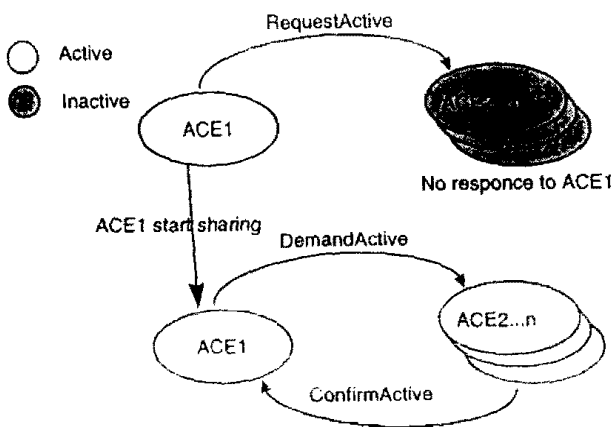 RequestActive
Active
Inactive
ACE1
No responce to ACE1
ACE1 start sharing
DemandActive
ACE2...n
ACE1
ConfirmActive